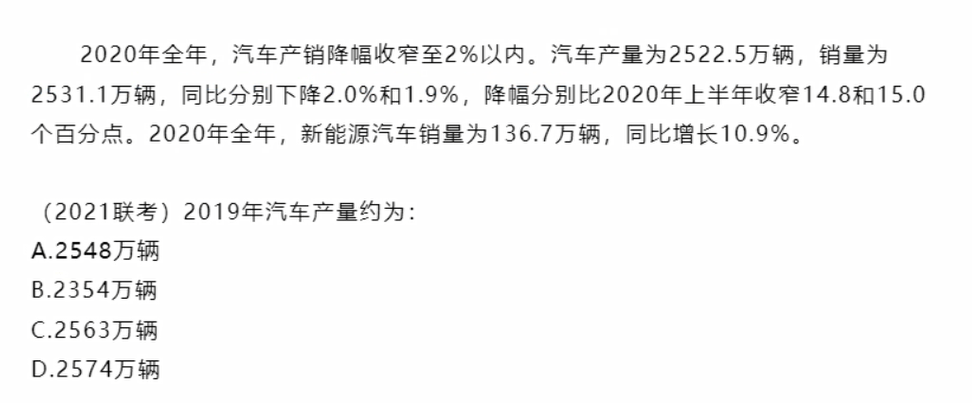 2020年全年，汽车产销降幅收窄至2%以内。汽车产量为2522.5万辆，销量为
2531.1万辆，同比分别下降2.0%和1.9%，降幅分别比2020年上半年收窄14.8和15.0
个百分点。2020年全年，新能源汽车销量为136.7万辆，同比增长10.9%。
（2021联考）2019年汽车产量约为：
A.2548万辆
B.2354万辆
C.2563万辆
D.2574万辆